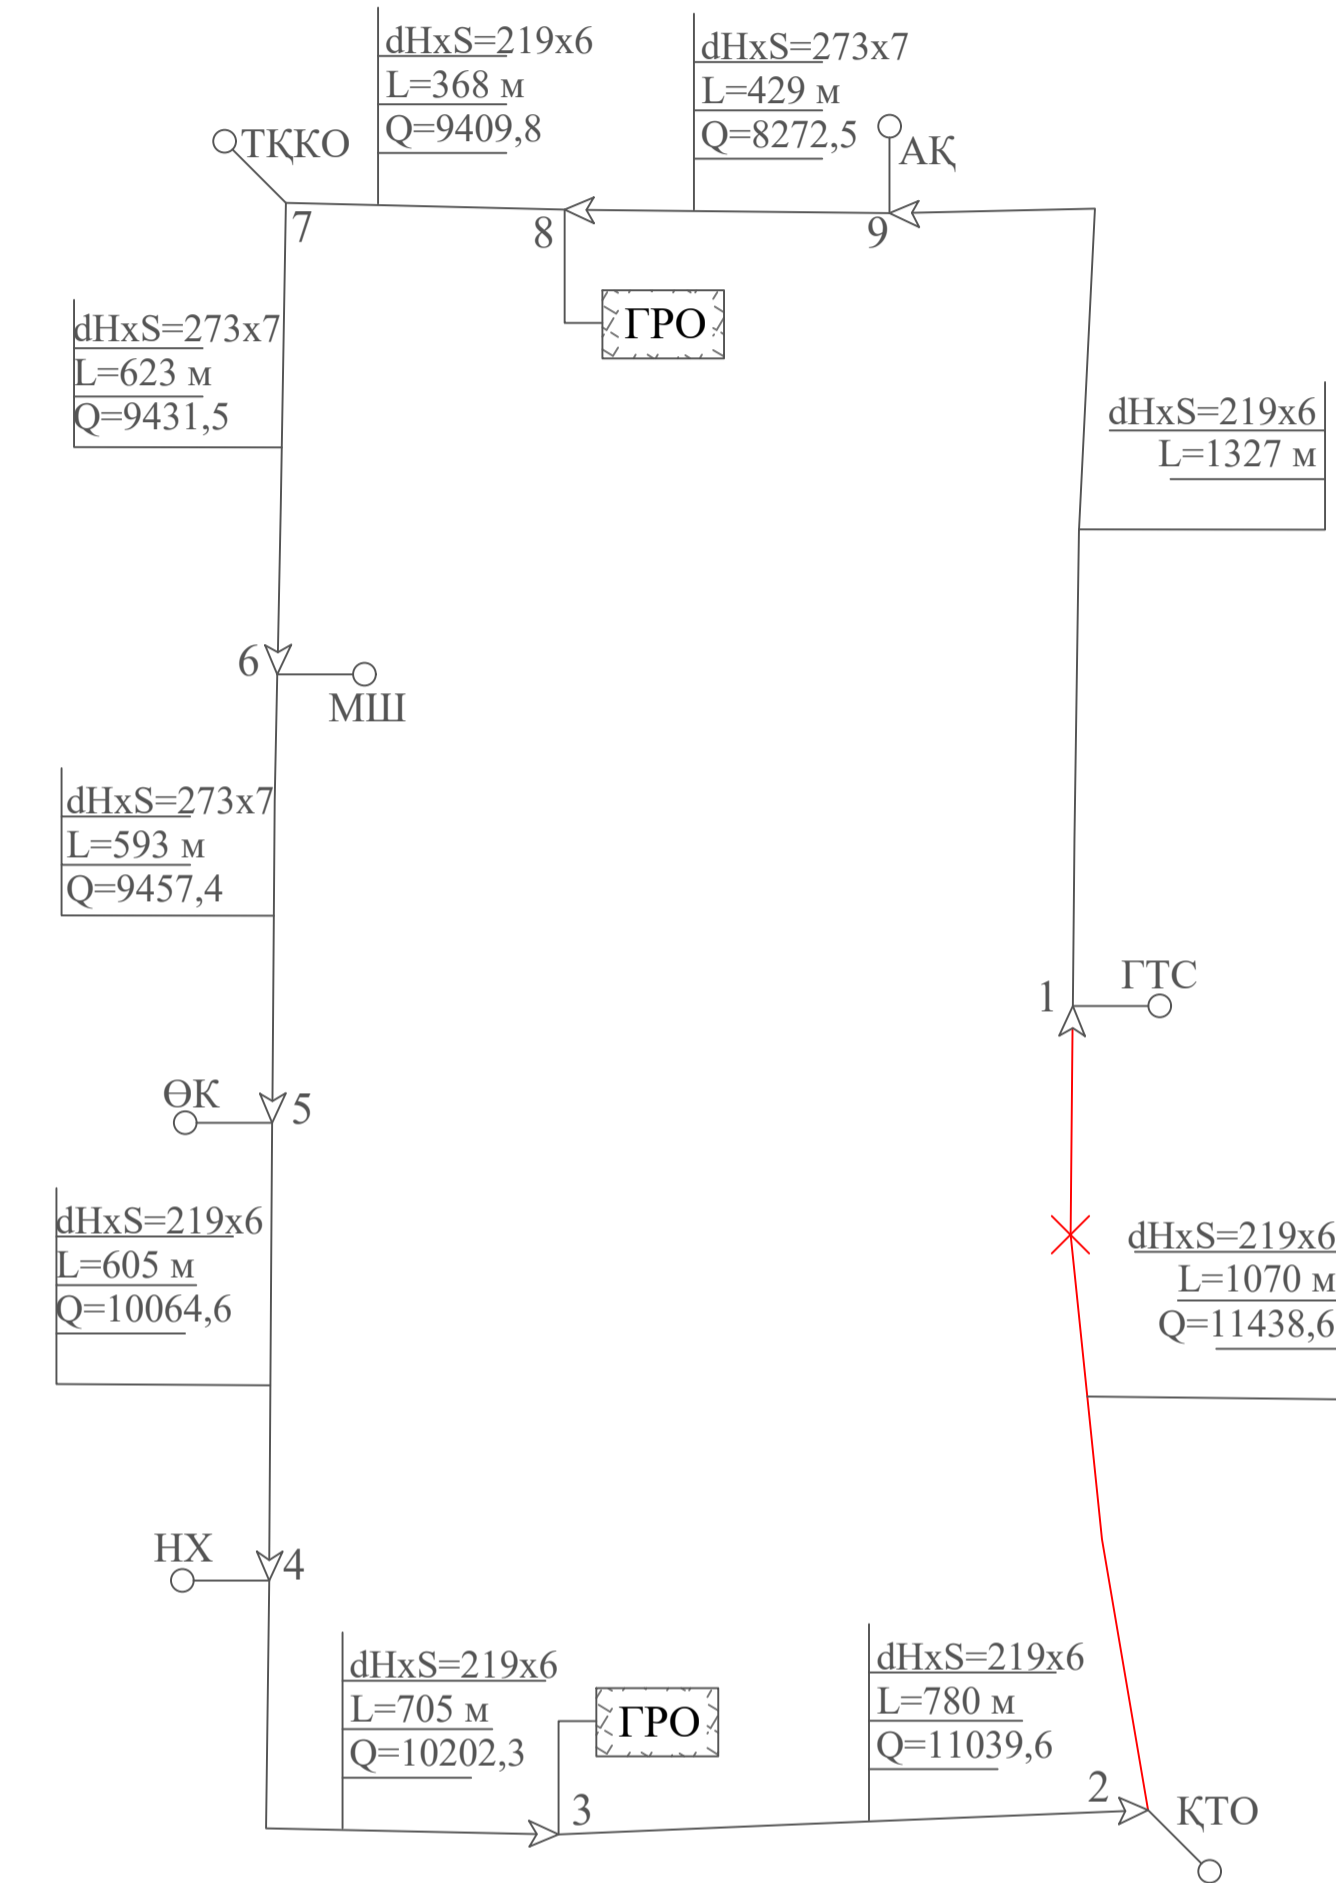 dHxS=219x6
L=368 м
Q=9409,8
dHxS=273x7
L=429 м
Q=8272,5
ТҚКО
АҚ
7
8
9
ГРО
dHxS=273x7
L=623 м
Q=9431,5
dHxS=219x6
L=1327 м
6
МШ
dHxS=273x7
L=593 м
Q=9457,4
1
ГТС
ӨК
5
dHxS=219x6
L=605 м
Q=10064,6
dHxS=219x6
L=1070 м
Q=11438,6
НХ
4
dHxS=219x6
L=705 м
Q=10202,3
ГРО
dHxS=219x6
L=780 м
Q=11039,6
3
2
ҚТО